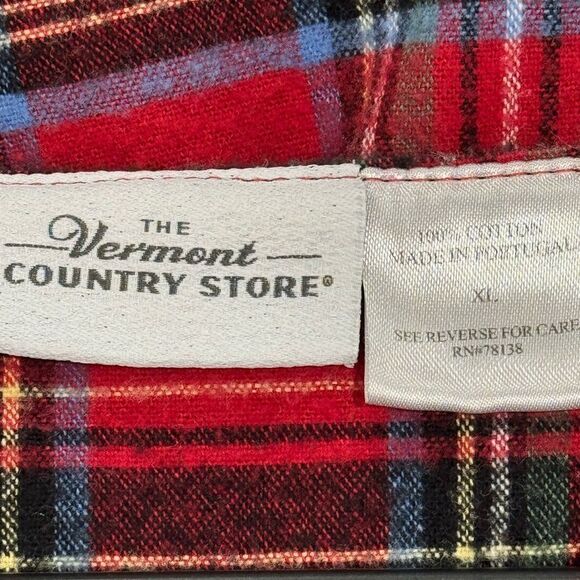 THE
Vermont
COUNTRY STORE®
100% COTTON
MADE IN PORTUGAL
XL
SEE REVERSE FOR CARE
RN#78138